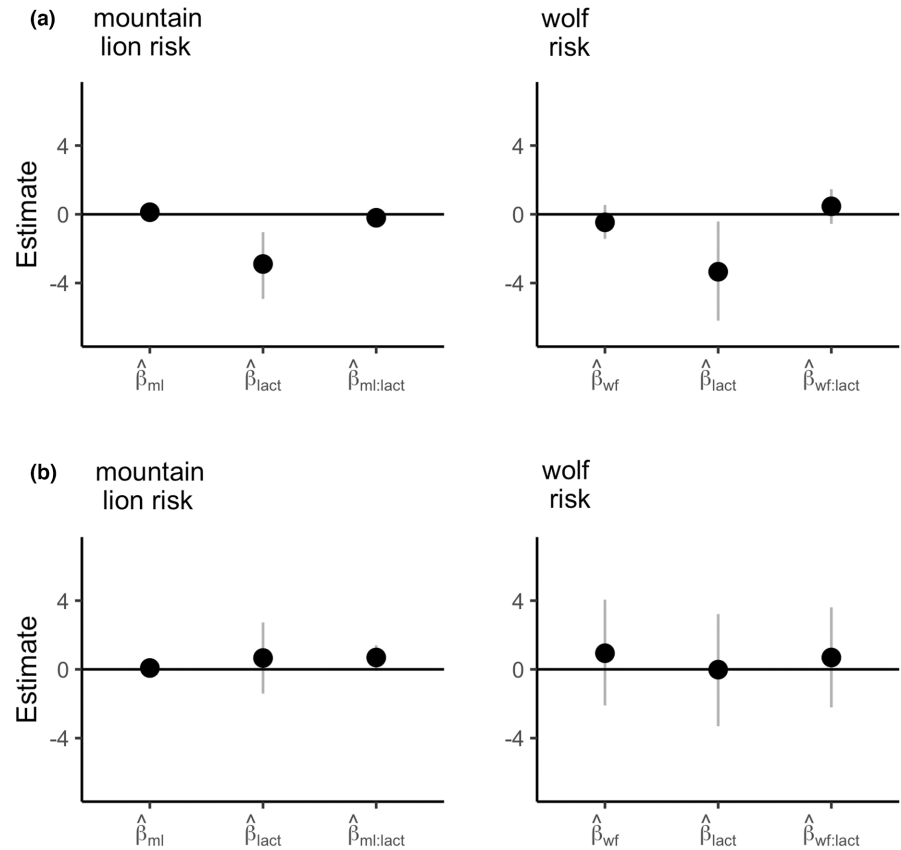 (a)
mountain
lion risk
wolf
risk
Estimate
4
0
-4
4
0
-4
β̂ml
β̂lact
β̂ml:lact
β̂wf
β̂lact
β̂wf:lact
(b)
mountain
lion risk
wolf
risk
Estimate
4
0
-4
4
0
-4
β̂ml
β̂lact
β̂ml:lact
β̂wf
β̂lact
β̂wf:lact